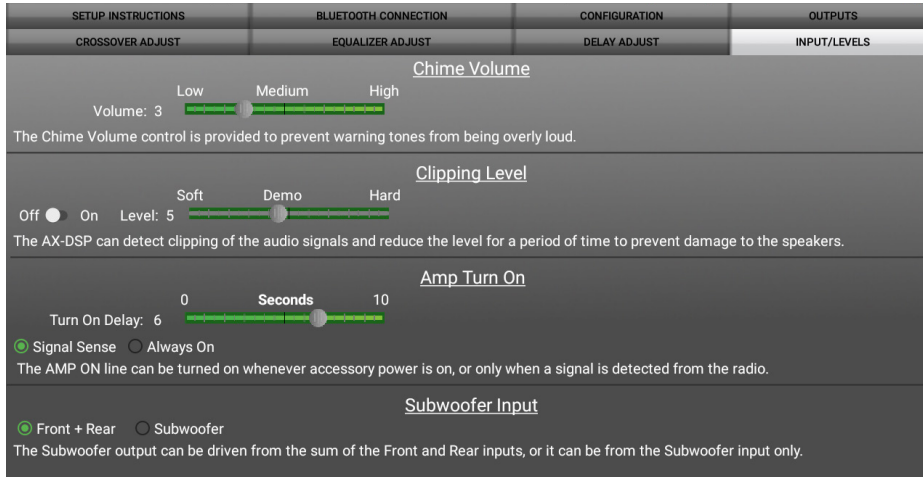 SETUP INSTRUCTIONS BLUETOOTH CONNECTION CONFIGURATION OUTPUTS
CROSSOVER ADJUST EQUALIZER ADJUST DELAY ADJUST INPUT/LEVELS
Chime Volume
Low Medium High
Volume: 3
The Chime Volume control is provided to prevent warning tones from being overly loud.
Clipping Level
Soft Demo Hard
Off On Level: 5
The AX-DSP can detect clipping of the audio signals and reduce the level for a period of time to prevent damage to the speakers.
Amp Turn On
0 Seconds 10
Turn On Delay: 6
Signal Sense Always On
The AMP ON line can be turned on whenever accessory power is on, or only when a signal is detected from the radio.
Subwoofer Input
Front + Rear Subwoofer
The Subwoofer output can be driven from the sum of the Front and Rear inputs, or it can be from the Subwoofer input only.